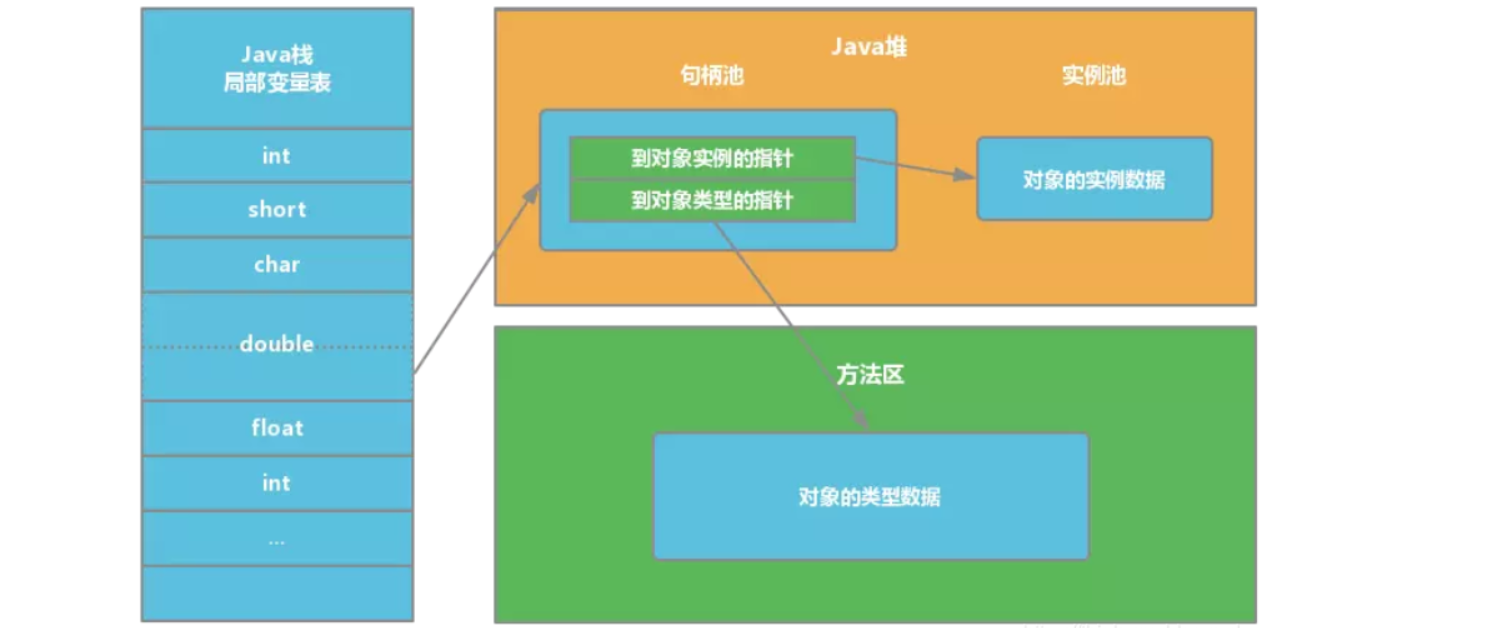 Java栈
局部变量表
int
short
char
double
float
int
...
Java堆
句柄池
实例池
到对象实例的指针
到对象类型的指针
对象的实例数据
方法区
对象的类型数据